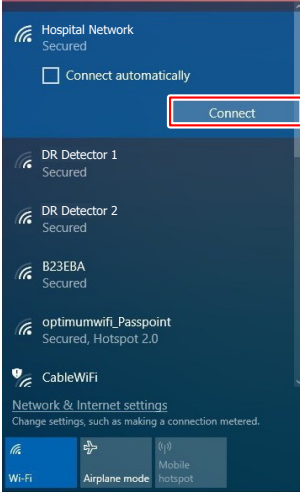 Hospital Network
Secured
Connect automatically
Connect
DR Detector 1
Secured
DR Detector 2
Secured
B23EBA
Secured
optimumwifi_Passpoint
Secured, Hotspot 2.0
CableWiFi
Network & Internet settings
Change settings, such as making a connection metered.
Wi-Fi
Airplane mode
Mobile
hotspot